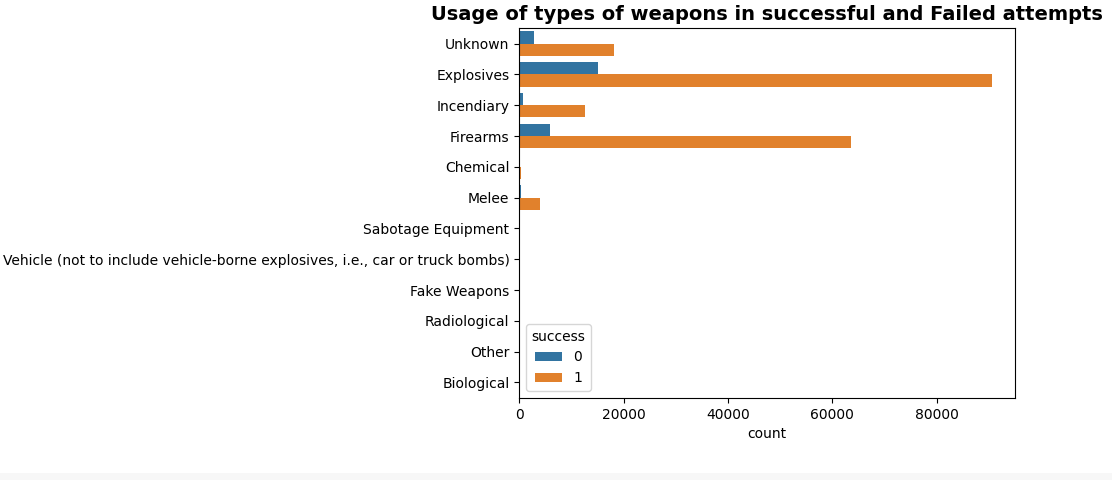 Usage of types of weapons in successful and Failed attempts
Unknown
Explosives
Incendiary
Firearms
Chemical
Melee
Sabotage Equipment
Vehicle (not to include vehicle-borne explosives, i.e., car or truck bombs)
Fake Weapons
Radiological
Other
Biological
success
0
1
0 20000 40000 60000 80000
count